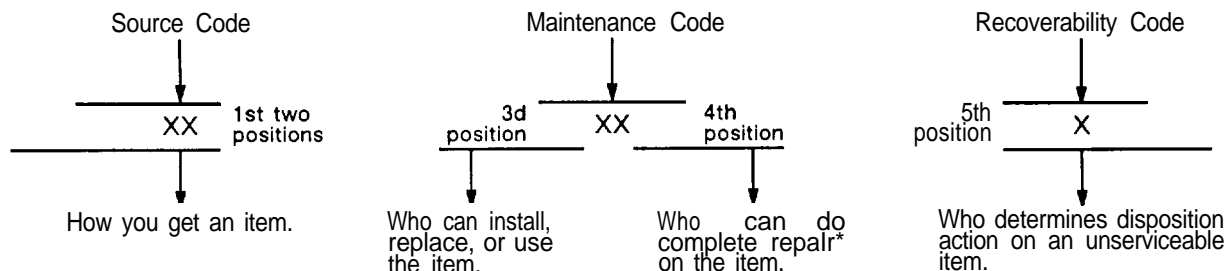 Source Code
XX
1st two
positions
How you get an item.
Maintenance Code
3d
position
XX
4th
position
Who can install,
replace, or use
the item.
Who can do
complete repaIr*
on the item.
Recoverability Code
5th
position
X
Who determines disposition
action on an unserviceable
item.